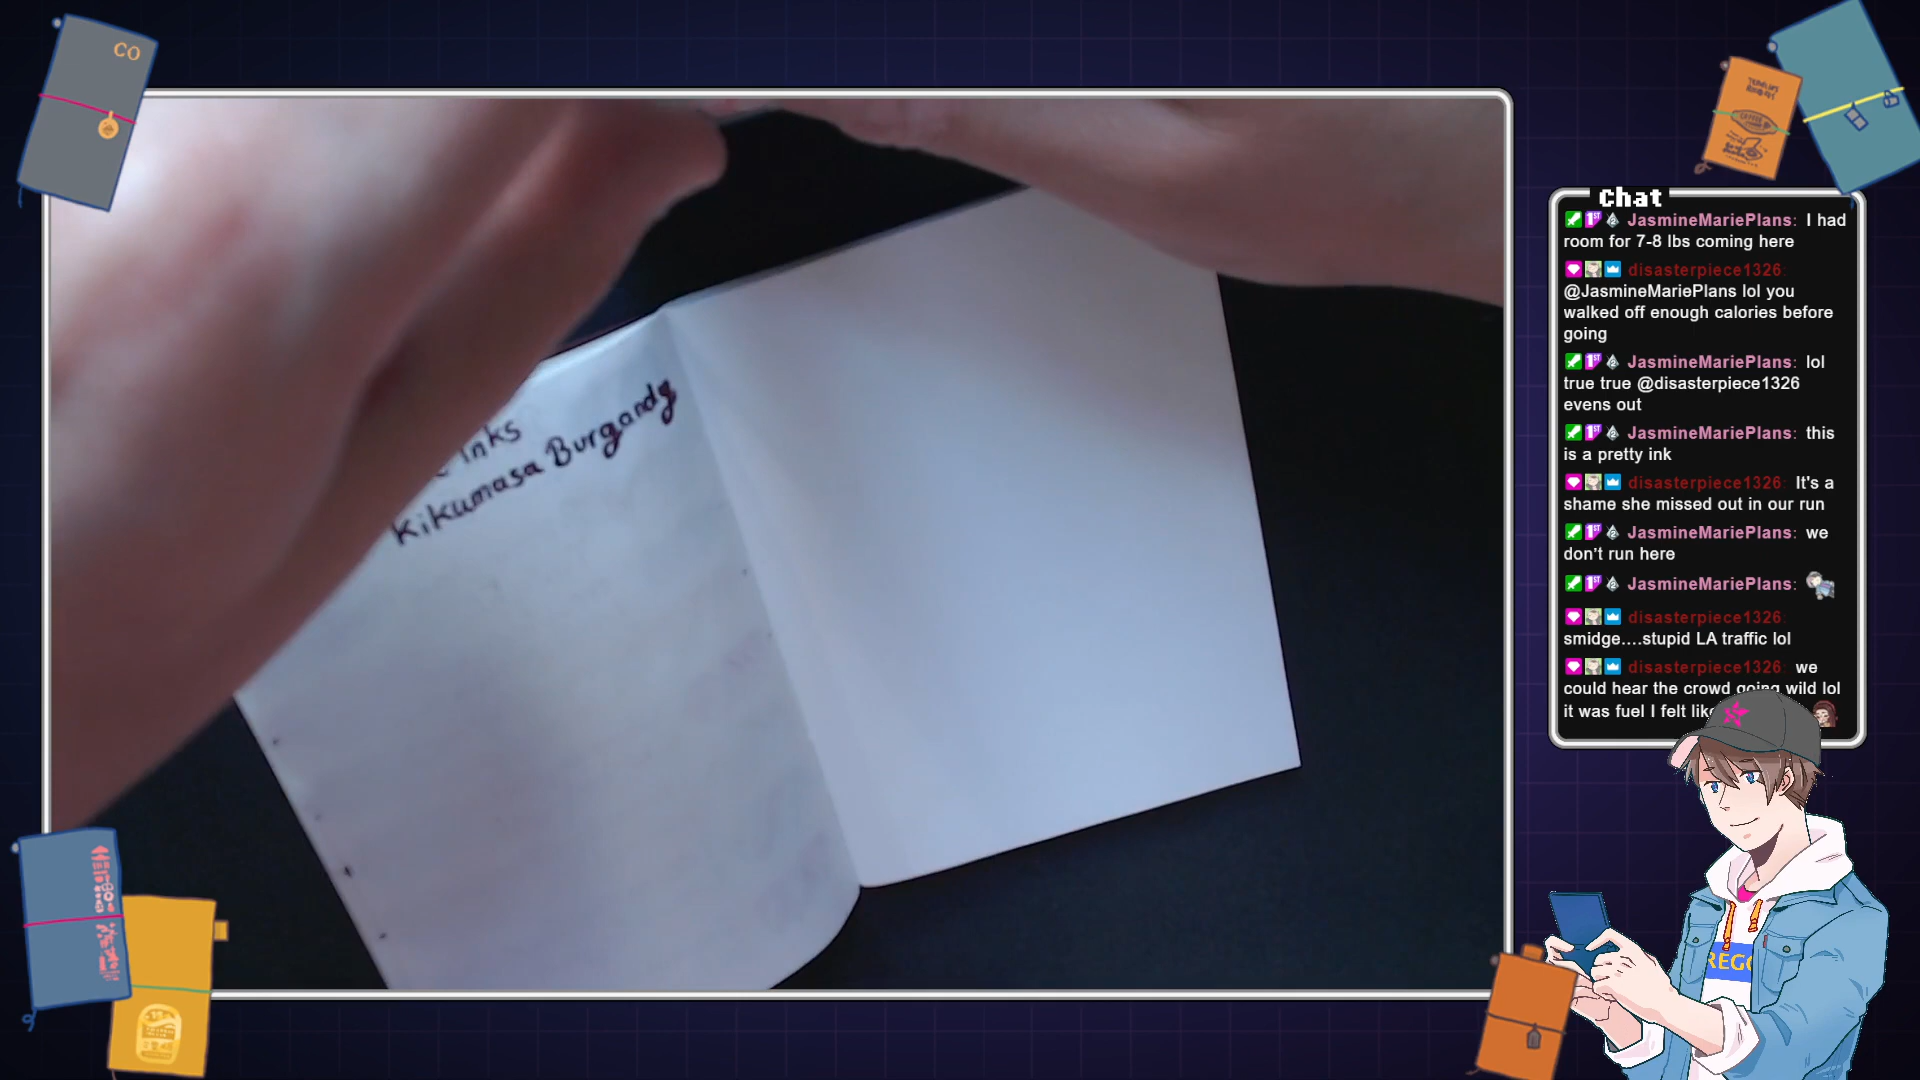 CO
chat
JasmineMariePlans: I had
room for 7-8 lbs coming here
disasterpiece1326:
@JasmineMariePlans lol you
walked off enough calories before
going
JasmineMariePlans: lol
true true @disasterpiece1326
evens out
JasmineMariePlans: this
is a pretty ink
disasterpiece1326: It's a
shame she missed out in our run
JasmineMariePlans: we
don't run here
JasmineMariePlans:
disasterpiece1326:
smidge....stupid LA traffic lol
disasterpiece1326: we
could hear the crowd going wild lol
it was fuel I felt like
inks
Kikumasa Burgandy
REGO